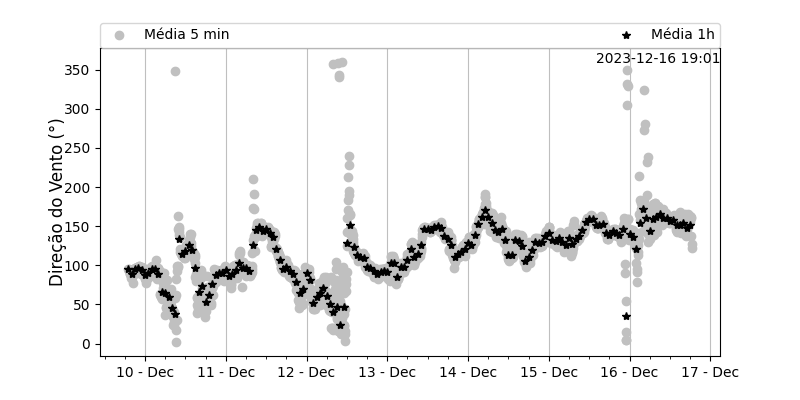 Média 5 min
Média 1h
2023-12-16 19:01
Direção do Vento (°)
350
300
250
200
150
100
50
0
10 - Dec
11 - Dec
12 - Dec
13 - Dec
14 - Dec
15 - Dec
16 - Dec
17 - Dec